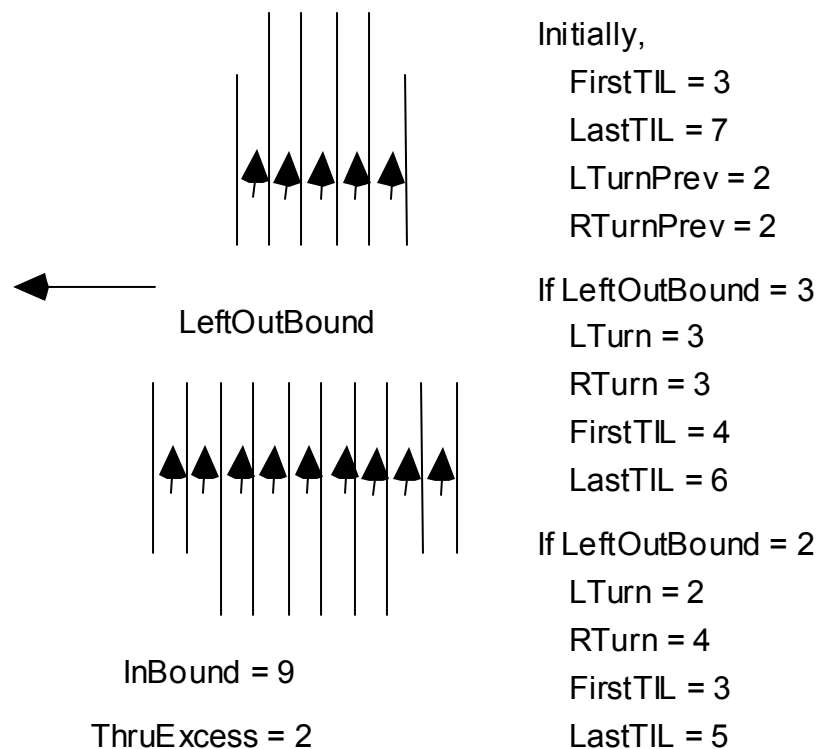 Initially,
FirstTIL = 3
LastTIL = 7
LTurnPrev = 2
RTurnPrev = 2
LeftOutBound
If LeftOutBound = 3
LTurn = 3
RTurn = 3
FirstTIL = 4
LastTIL = 6
If LeftOutBound = 2
LTurn = 2
RTurn = 4
FirstTIL = 3
LastTIL = 5
InBound = 9
ThruExcess = 2